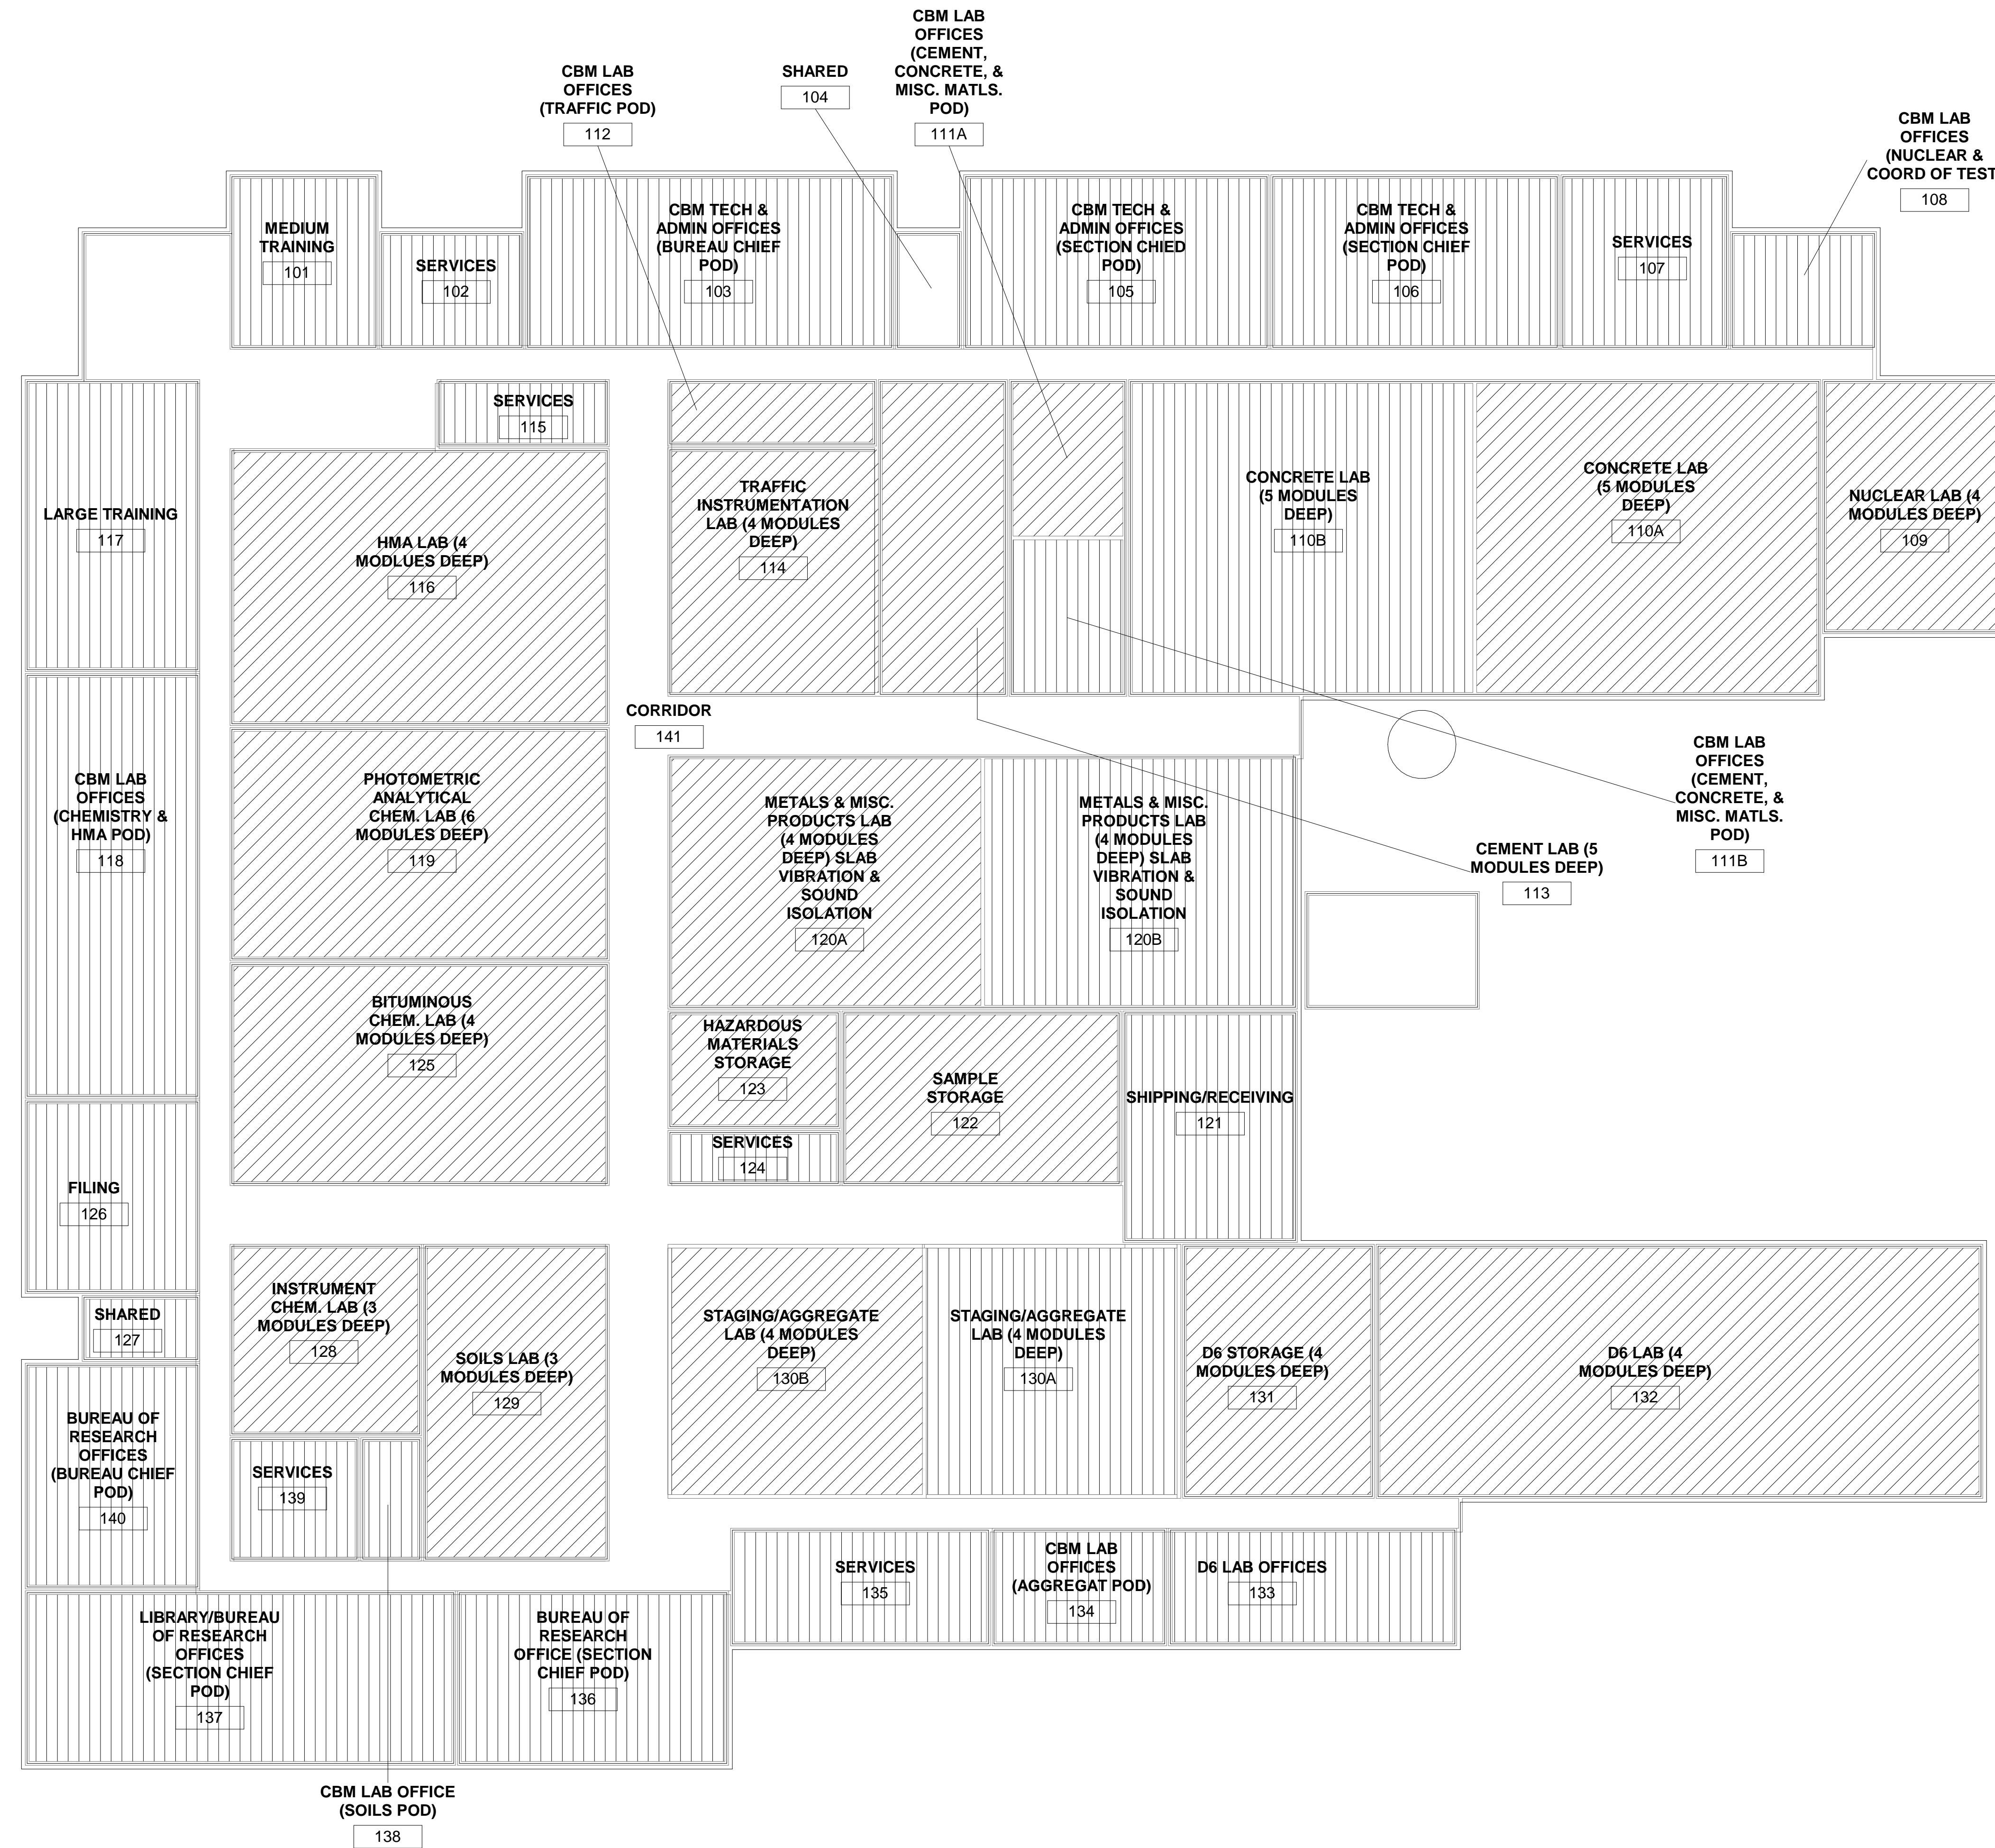 CBM LAB
OFFICES
(CEMENT,
CONCRETE, &
MISC. MATLS.
POD)
111A
CBM LAB
OFFICES
(TRAFFIC POD)
112
SHARED
104
CBM LAB
OFFICES
(NUCLEAR &
COORD OF TEST
108
MEDIUM
TRAINING
101
SERVICES
102
CBM TECH &
ADMIN OFFICES
(BUREAU CHIEF
POD)
103
CBM TECH &
ADMIN OFFICES
(SECTION CHIED
POD)
105
CBM TECH &
ADMIN OFFICES
(SECTION CHIEF
POD)
106
SERVICES
107
SERVICES
115
LARGE TRAINING
117
HMA LAB (4
MODLUES DEEP)
116
TRAFFIC
INSTRUMENTATION
LAB (4 MODULES
DEEP)
114
CONCRETE LAB
(5 MODULES
DEEP)
110B
CONCRETE LAB
(5 MODULES
DEEP)
110A
NUCLEAR LAB (4
MODULES DEEP)
109
CORRIDOR
141
CBM LAB
OFFICES
(CHEMISTRY &
HMA POD)
118
PHOTOMETRIC
ANALYTICAL
CHEM. LAB (6
MODULES DEEP)
119
METALS & MISC.
PRODUCTS LAB
(4 MODULES
DEEP) SLAB
VIBRATION &
SOUND
ISOLATION
120A
METALS & MISC.
PRODUCTS LAB
(4 MODULES
DEEP) SLAB
VIBRATION &
SOUND
ISOLATION
120B
CBM LAB
OFFICES
(CEMENT,
CONCRETE, &
MISC. MATLS.
POD)
111B
CEMENT LAB (5
MODULES DEEP)
113
BITUMINOUS
CHEM. LAB (4
MODULES DEEP)
125
HAZARDOUS
MATERIALS
STORAGE
123
SAMPLE
STORAGE
122
SHIPPING/RECEIVING
121
SERVICES
124
FILING
126
SHARED
127
INSTRUMENT
CHEM. LAB (3
MODULES DEEP)
128
SOILS LAB (3
MODULES DEEP)
129
STAGING/AGGREGATE
LAB (4 MODULES
DEEP)
130B
STAGING/AGGREGATE
LAB (4 MODULES
DEEP)
130A
D6 STORAGE (4
MODULES DEEP)
131
D6 LAB (4
MODULES DEEP)
132
BUREAU OF
RESEARCH
OFFICES
(BUREAU CHIEF
POD)
140
SERVICES
139
SERVICES
135
CBM LAB
OFFICES
(AGGREGAT POD)
134
D6 LAB OFFICES
133
LIBRARY/BUREAU
OF RESEARCH
OFFICES
(SECTION CHIEF
POD)
137
BUREAU OF
RESEARCH
OFFICE (SECTION
CHIEF POD)
136
CBM LAB OFFICE
(SOILS POD)
138